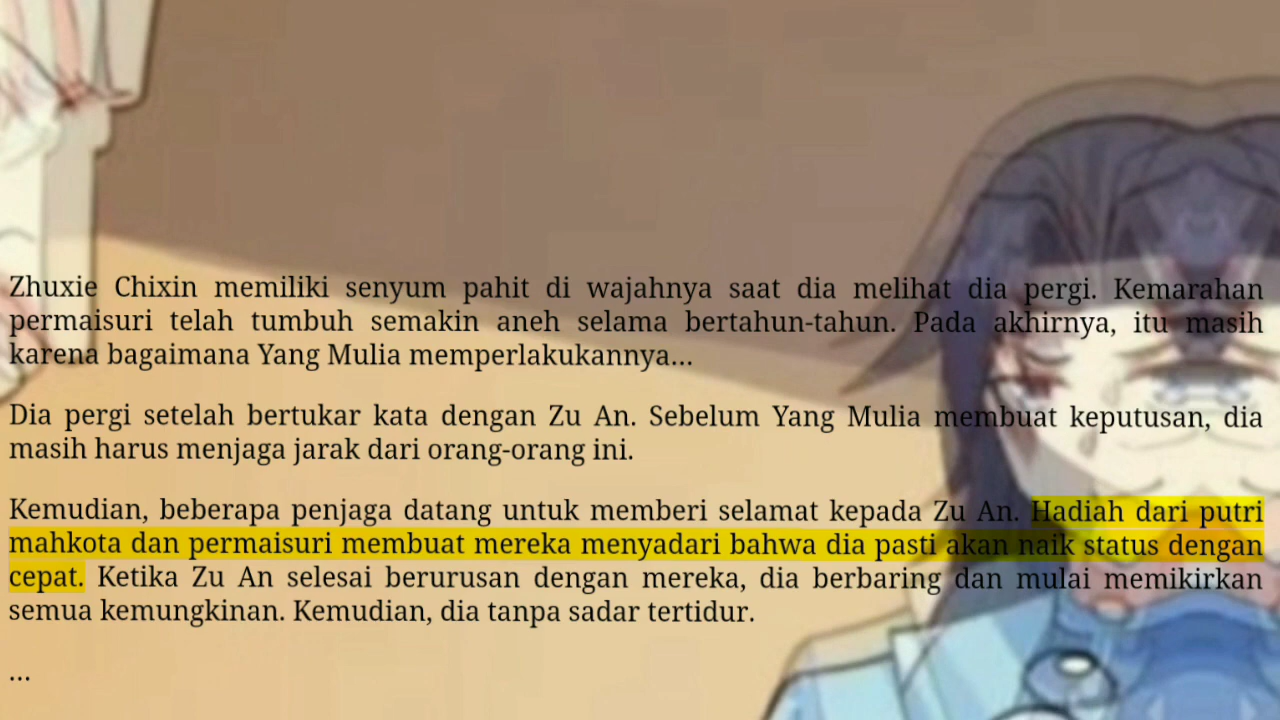 Zhuxie Chixin memiliki senyum pahit di wajahnya saat dia melihat dia pergi. Kemarahan
permaisuri telah tumbuh semakin aneh selama bertahun-tahun. Pada akhirnya, itu masih
karena bagaimana Yang Mulia memperlakukannya...
Dia pergi setelah bertukar kata dengan Zu An. Sebelum Yang Mulia membuat keputusan, dia
masih harus menjaga jarak dari orang-orang ini.
Kemudian, beberapa penjaga datang untuk memberi selamat kepada Zu An. Hadiah dari putri
mahkota dan permaisuri membuat mereka menyadari bahwa dia pasti akan naik status dengan
cepat. Ketika Zu An selesai berurusan dengan mereka, dia berbaring dan mulai memikirkan
semua kemungkinan. Kemudian, dia tanpa sadar tertidur.
...